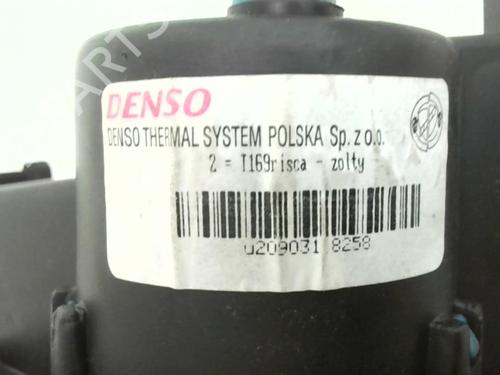 DENSO
DENSO THERMAL SYSTEM POLSKA Sp. z o.o.
2 = T169risca - zolty
u209031 8258